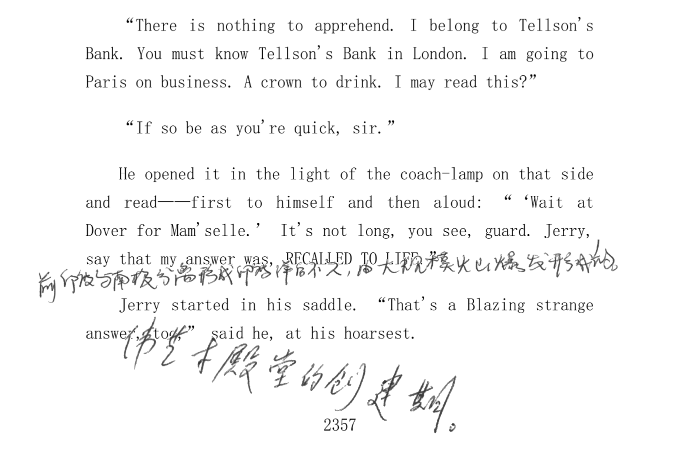 “There is nothing to apprehend. I belong to Tellson's
Bank. You must know Tellson's Bank in London. I am going to
Paris on business. A crown to drink. I may read this?”
“If so be as you're quick, sir.”
He opened it in the light of the coach-lamp on that side
and read——first to himself and then aloud: “ ‘Wait at
Dover for Mam'selle.’ It's not long, you see, guard. Jerry,
say that my answer was, RECALLED TO LIFE.”
前印度与南极分离形成印度洋后不久,由大规模火山爆发形成
Jerry started in his saddle. “That's a Blazing strange
answer, too,” said he, at his hoarsest.
伟艺术殿堂的创建期。
2357